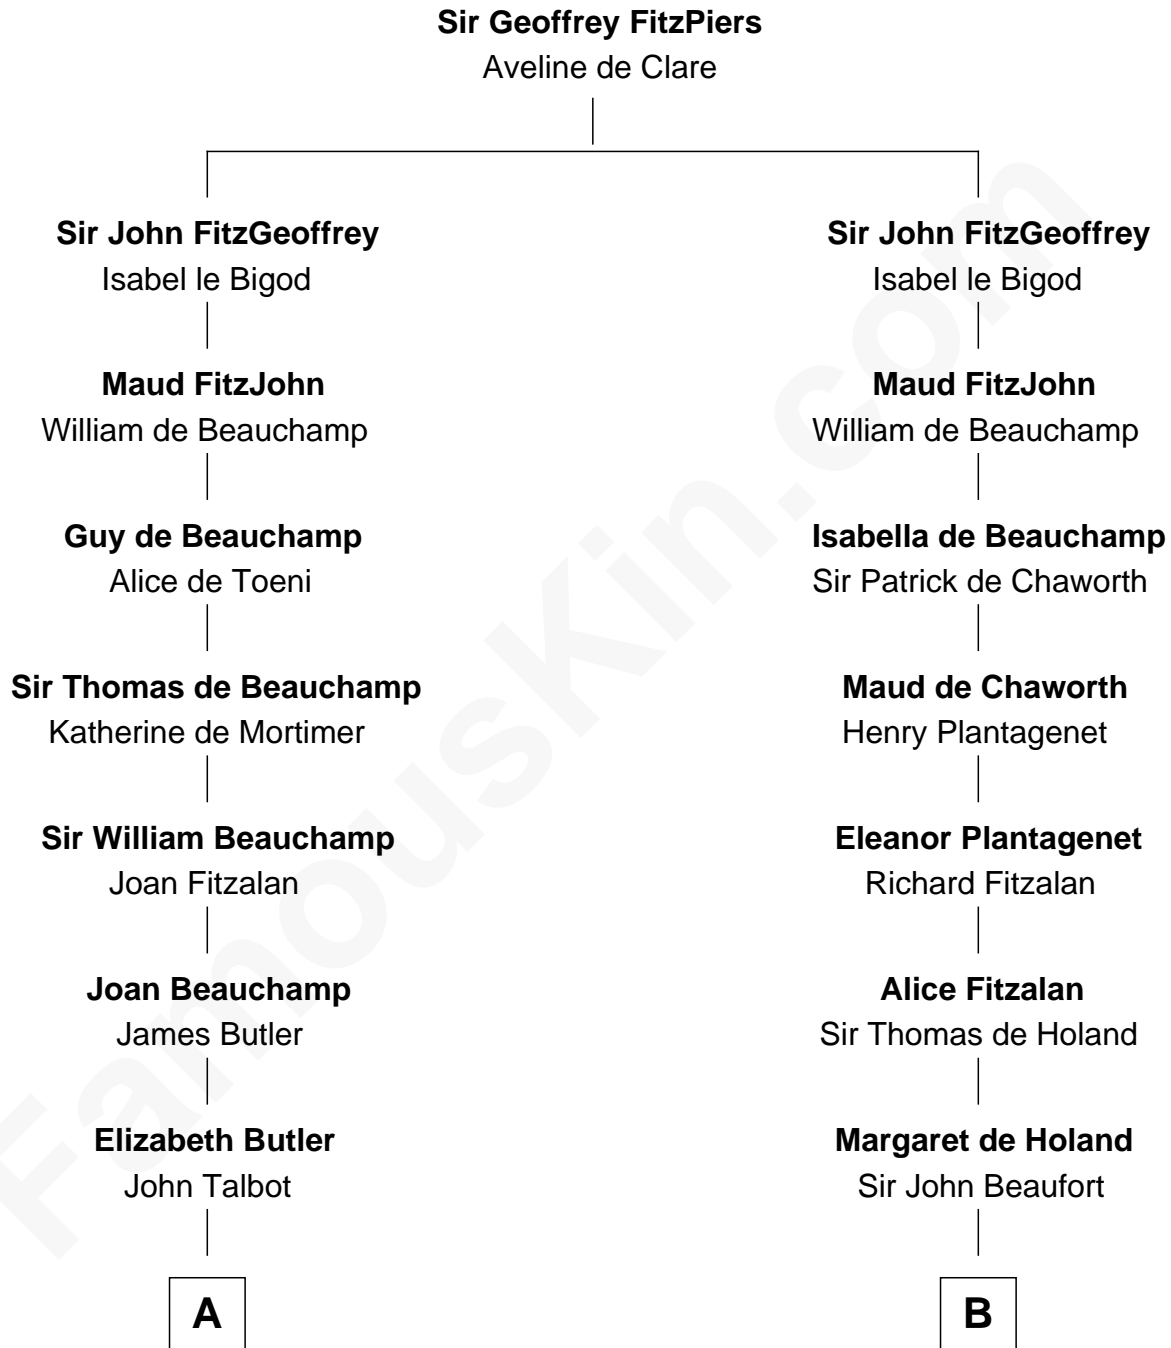 Sir Geoffrey FitzPiers
Aveline de Clare
Sir John FitzGeoffrey
Isabel le Bigod
Sir John FitzGeoffrey
Isabel le Bigod
Maud FitzJohn
William de Beauchamp
Maud FitzJohn
William de Beauchamp
Guy de Beauchamp
Alice de Toeni
Isabella de Beauchamp
Sir Patrick de Chaworth
Sir Thomas de Beauchamp
Katherine de Mortimer
Maud de Chaworth
Henry Plantagenet
Sir William Beauchamp
Joan Fitzalan
Eleanor Plantagenet
Richard Fitzalan
Joan Beauchamp
James Butler
Alice Fitzalan
Sir Thomas de Holand
Elizabeth Butler
John Talbot
Margaret de Holand
Sir John Beaufort
A
B
FamousKin.com